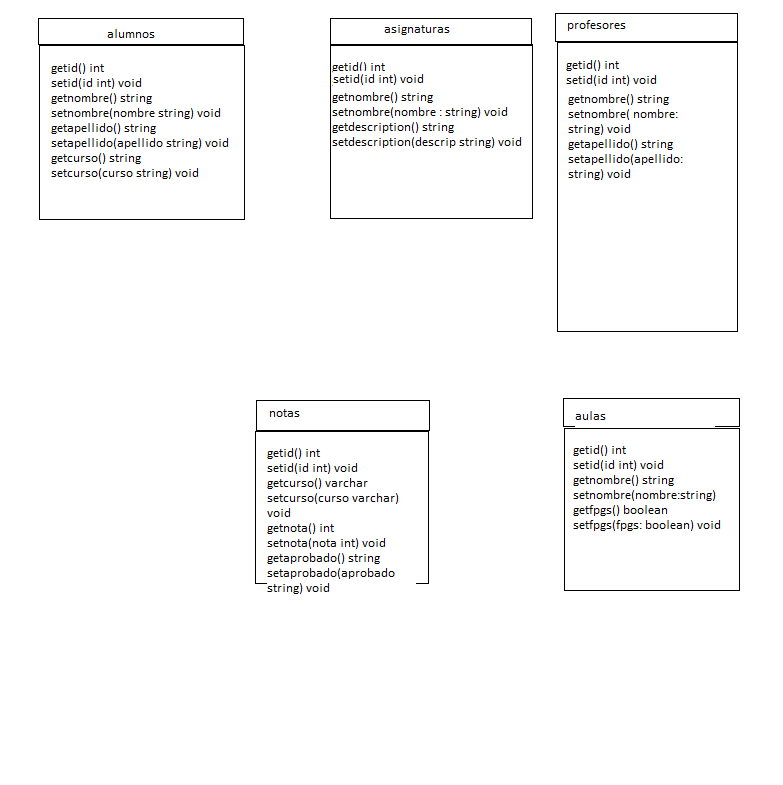 alumnos
getid() int
setid(id int) void
getnombre() string
setnombre(nombre string) void
getapellido() string
setapellido(apellido string) void
getcurso() string
setcurso(curso string) void
asignaturas
getid() int
setid(id int) void
getnombre() string
setnombre(nombre : string) void
getdescription() string
setdescription(descrip string) void
profesores
getid() int
setid(id int) void
getnombre() string
setnombre( nombre:
string) void
getapellido() string
setapellido(apellido:
string) void
notas
getid() int
setid(id int) void
getcurso() varchar
setcurso(curso varchar)
void
getnota() int
setnota(nota int) void
getaprobado() string
setaprobado(aprobado
string) void
aulas
getid() int
setid(id int) void
getnombre() string
setnombre(nombre:string)
getfpgs() boolean
setfpgs(fpgs: boolean) void